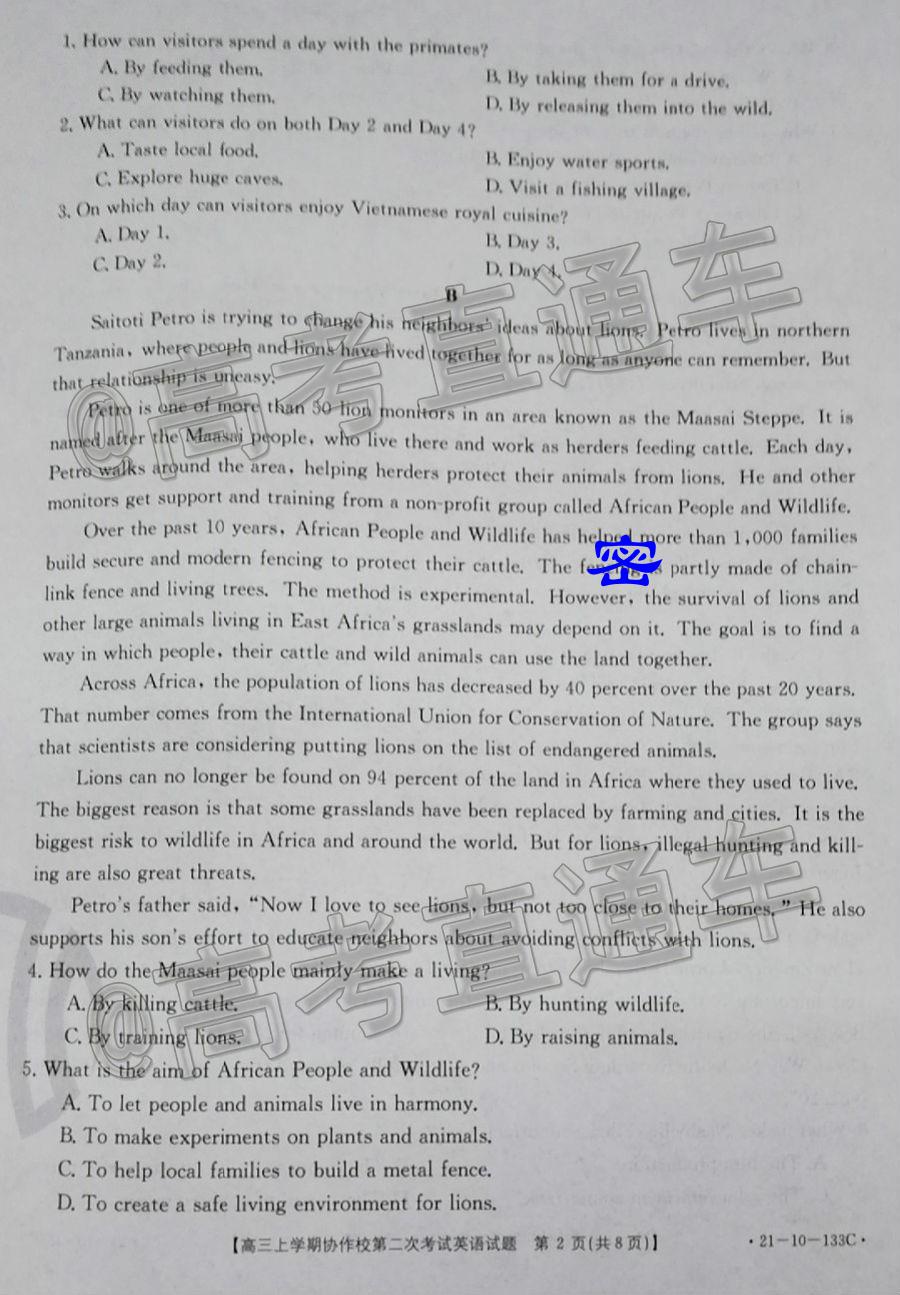 1. How can visitors spend a day with the primates?
A. By feeding them.
B. By taking them for a drive.
C. By watching them.
D. By releasing them into the wild.
2. What can visitors do on both Day 2 and Day 4?
A. Taste local food.
B. Enjoy water sports.
C. Explore huge caves.
D. Visit a fishing village.
3. On which day can visitors enjoy Vietnamese royal cuisine?
A. Day 1.
B. Day 3.
C. Day 2.
D. Day 4.
B
Saitoti Petro is trying to change his neighbors' ideas about lions. Petro lives in northern
Tanzania, where people and lions have lived together for as long as anyone can remember. But
that relationship is uneasy.
Petro is one of more than 50 lion monitors in an area known as the Maasai Steppe. It is
named after the Maasai people, who live there and work as herders feeding cattle. Each day,
Petro walks around the area, helping herders protect their animals from lions. He and other
monitors get support and training from a non-profit group called African People and Wildlife.
Over the past 10 years, African People and Wildlife has helped more than 1,000 families
build secure and modern fencing to protect their cattle. The fencing is partly made of chain-
link fence and living trees. The method is experimental. However, the survival of lions and
other large animals living in East Africa's grasslands may depend on it. The goal is to find a
way in which people, their cattle and wild animals can use the land together.
Across Africa, the population of lions has decreased by 40 percent over the past 20 years.
That number comes from the International Union for Conservation of Nature. The group says
that scientists are considering putting lions on the list of endangered animals.
Lions can no longer be found on 94 percent of the land in Africa where they used to live.
The biggest reason is that some grasslands have been replaced by farming and cities. It is the
biggest risk to wildlife in Africa and around the world. But for lions, illegal hunting and kill-
ing are also great threats.
Petro's father said, "Now I love to see lions, but not too close to their homes." He also
supports his son's effort to educate neighbors about avoiding conflicts with lions.
4. How do the Maasai people mainly make a living?
A. By killing cattle.
B. By hunting wildlife.
C. By training lions.
D. By raising animals.
5. What is the aim of African People and Wildlife?
A. To let people and animals live in harmony.
B. To make experiments on plants and animals.
C. To help local families to build a metal fence.
D. To create a safe living environment for lions.
【高三上学期协作校第二次考试英语试题 第 2 页(共 8 页)】
·21-10-133C·
@高考直通车
@高考直通车
密